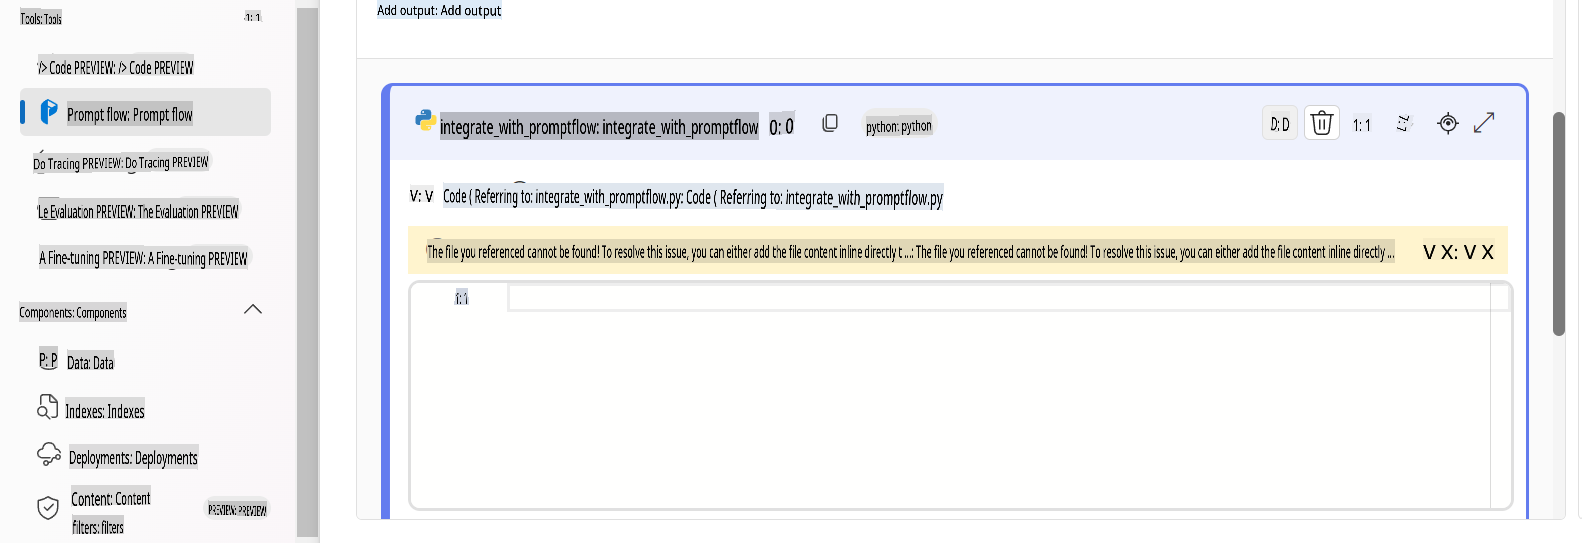 Tools: Tools
1: 1
/> Code PREVIEW: /> Code PREVIEW
Prompt flow: Prompt flow
Do Tracing PREVIEW: Do Tracing PREVIEW
Le Evaluation PREVIEW: The Evaluation PREVIEW
A Fine-tuning PREVIEW: A Fine-tuning PREVIEW
Components: Components
P: P Data: Data
Indexes: Indexes
Deployments: Deployments
Content: Content
filters: filters
PREVIEW: PREVIEW
Add output: Add output
integrate_with_promptflow: integrate_with_promptflow 0: 0 python: python D: D 1: 1
V: V Code ( Referring to: integrate_with_promptflow.py: Code ( Referring to: integrate_with_promptflow.py
The file you referenced cannot be found! To resolve this issue, you can either add the file content inline directly t ...: The file you referenced cannot be found! To resolve this issue, you can either add the file content inline directly ... V X: V X